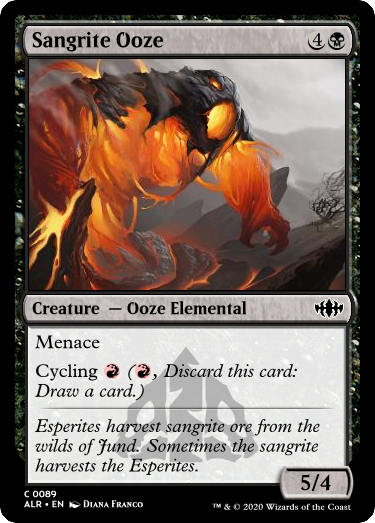 Sangrite Ooze 4
Creature — Ooze Elemental
Menace
Cycling (, Discard this card:
Draw a card.)
Esperites harvest sangrite ore from the
wilds of Jund. Sometimes the sangrite
harvests the Esperites.
5/4
C 0089
ALR • EN Diana Franco
™ & © 2020 Wizards of the Coast